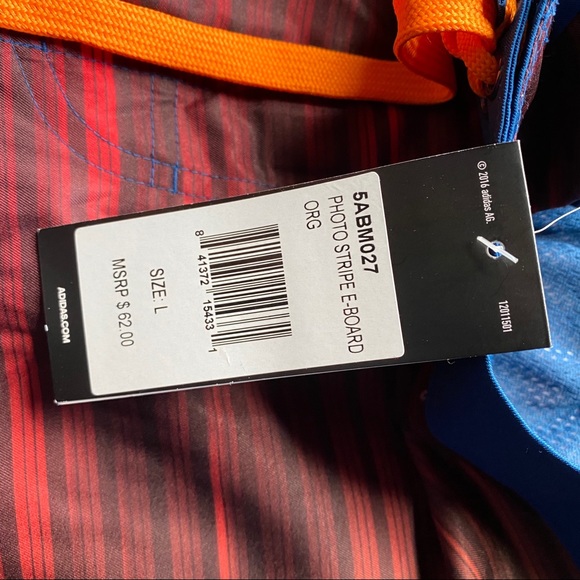 5ABM027
PHOTO STRIPE E-BOARD
ORG
8 41372 15433 1
SIZE: L
MSRP $ 62.00
© 2016 adidas AG.
12011501
ADIDAS.COM